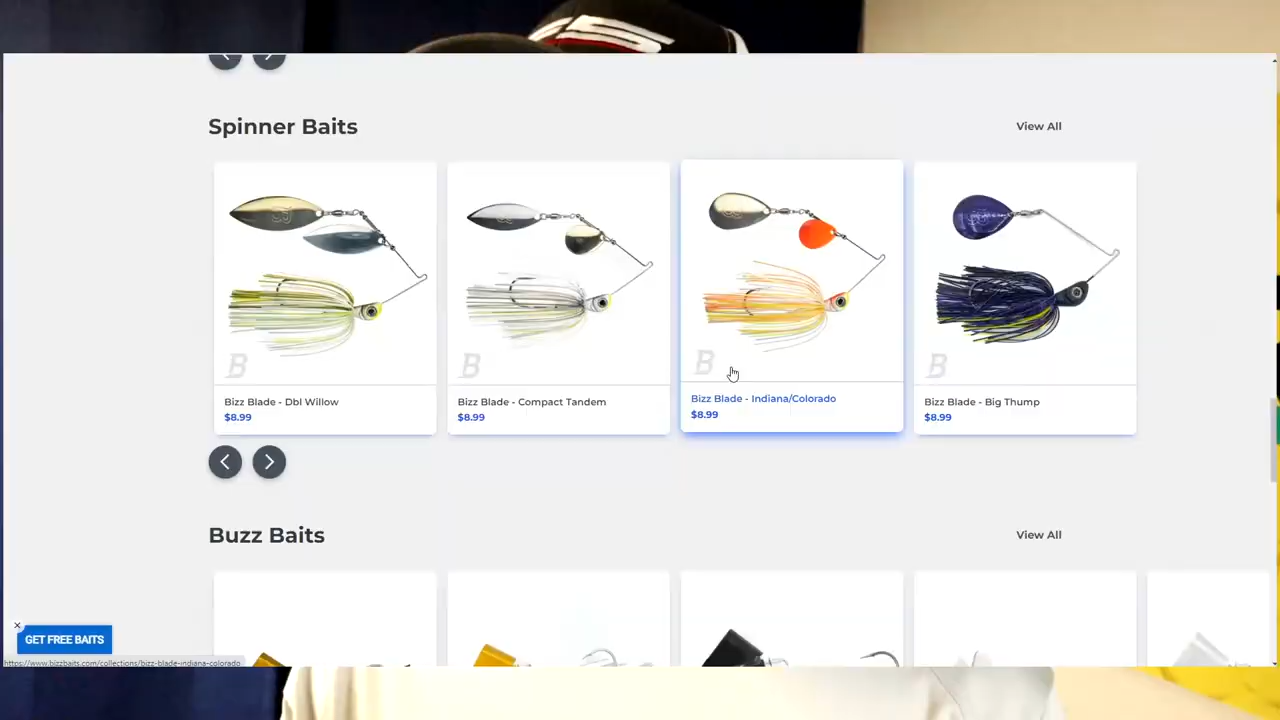 Spinner Baits
View All
B
B
B
B
Bizz Blade - Dbl Willow
$8.99
Bizz Blade - Compact Tandem
$8.99
Bizz Blade - Indiana/Colorado
$8.99
Bizz Blade - Big Thump
$8.99
Buzz Baits
View All
GET FREE BAITS
https://www.bizzbaits.com/collections/bizz-blade-indiana-colorado